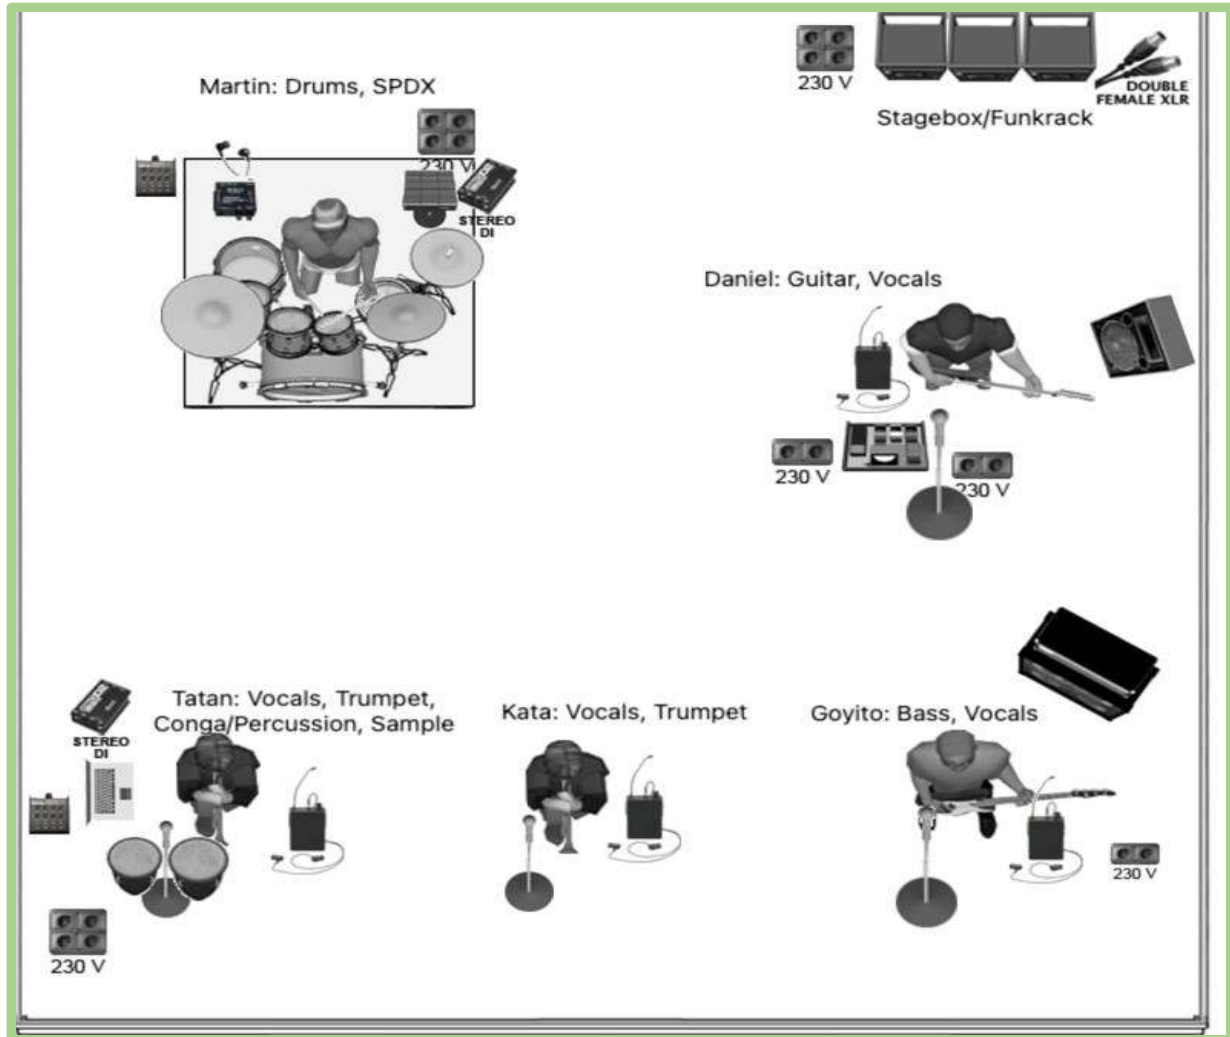 230 V
DOUBLE
FEMALE XLR
Stagebox/Funkrack
Martin: Drums, SPDX
230 V
STEREO
DI
Daniel: Guitar, Vocals
230 V
230 V
Tatan: Vocals, Trumpet,
Conga/Percussion, Sample
STEREO
DI
Kata: Vocals, Trumpet
Goyito: Bass, Vocals
230 V
230 V